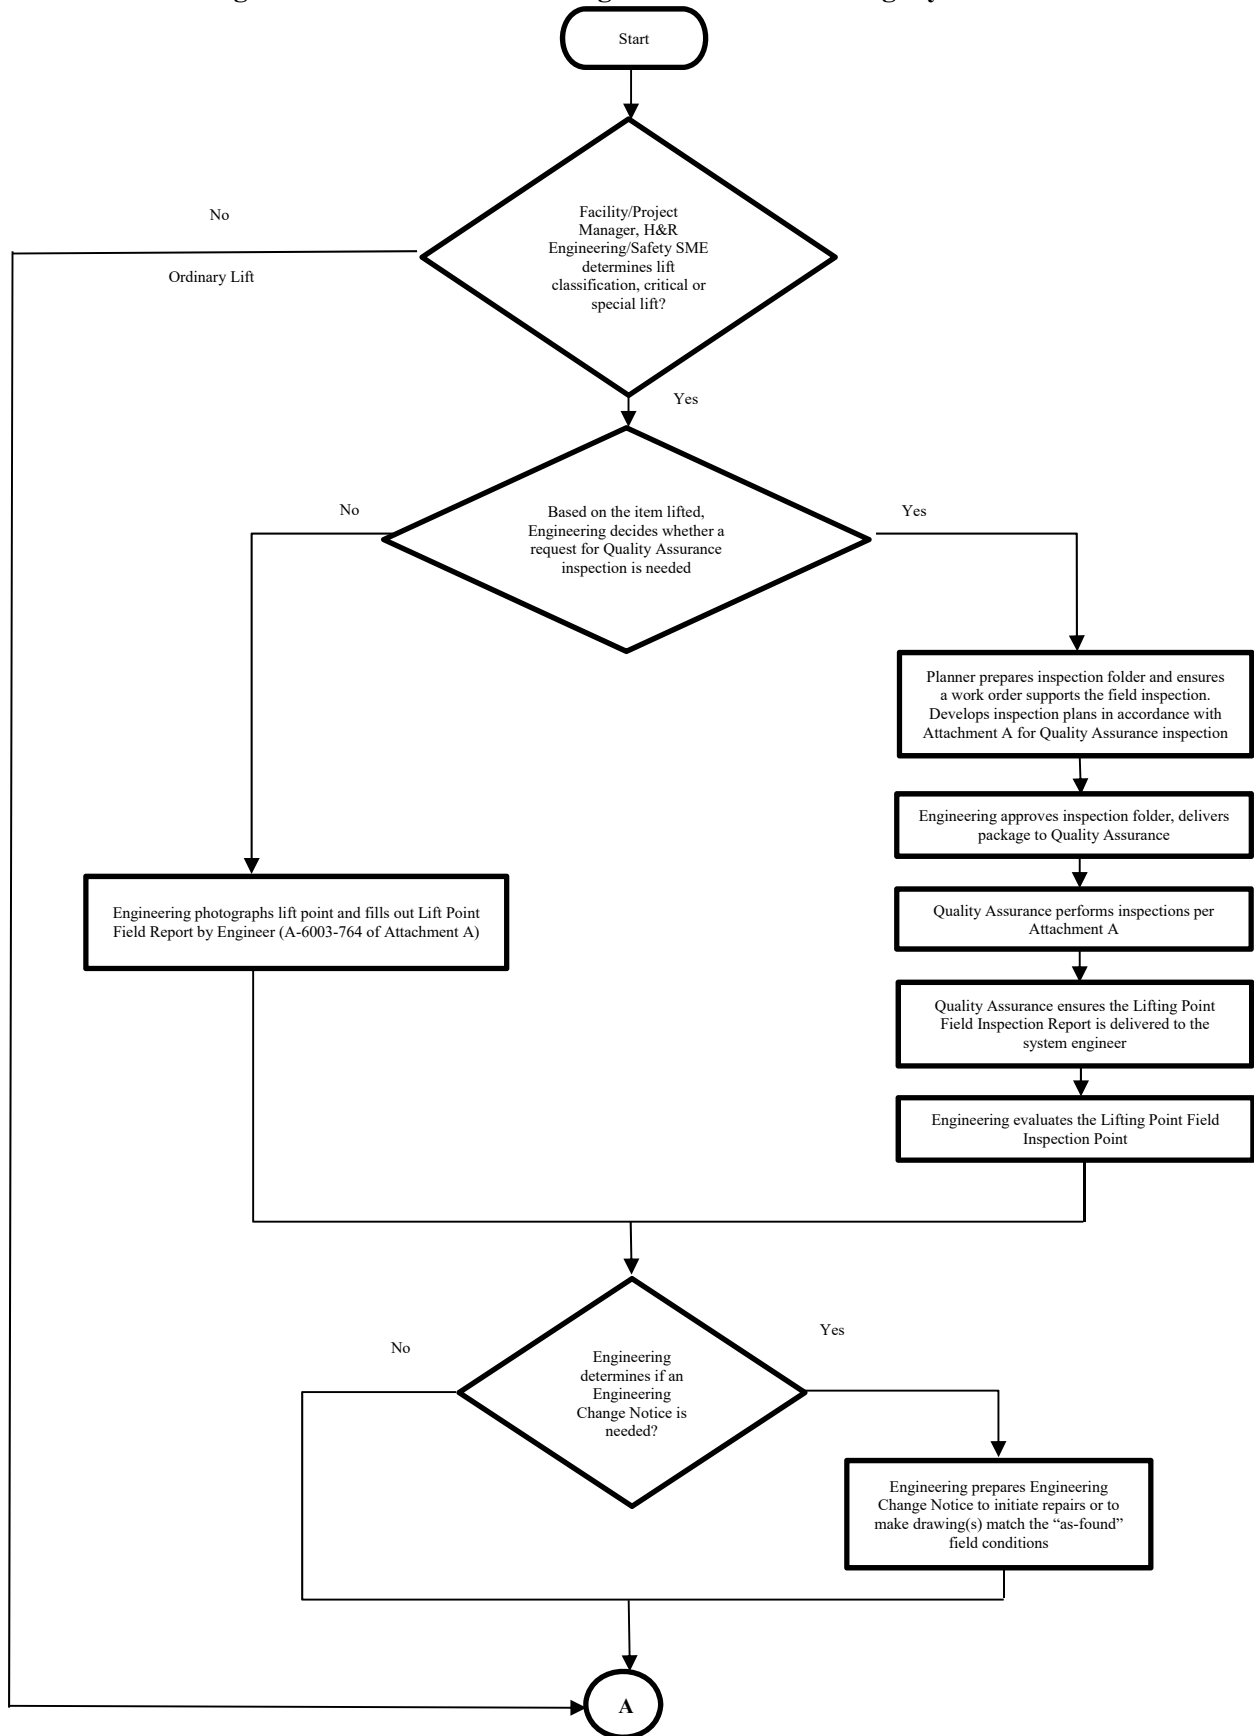 Start
No
Ordinary Lift
Facility/Project
Manager, H&R
Engineering/Safety SME
determines lift
classification, critical or
special lift?
Yes
No
Based on the item lifted,
Engineering decides whether a
request for Quality Assurance
inspection is needed
Yes
Planner prepares inspection folder and ensures
a work order supports the field inspection.
Develops inspection plans in accordance with
Attachment A for Quality Assurance inspection
Engineering approves inspection folder, delivers
package to Quality Assurance
Engineering photographs lift point and fills out Lift Point
Field Report by Engineer (A-6003-764 of Attachment A)
Quality Assurance performs inspections per
Attachment A
Quality Assurance ensures the Lifting Point
Field Inspection Report is delivered to the
system engineer
Engineering evaluates the Lifting Point Field
Inspection Point
No
Engineering
determines if an
Engineering
Change Notice is
needed?
Yes
Engineering prepares Engineering
Change Notice to initiate repairs or to
make drawing(s) match the “as-found”
field conditions
A